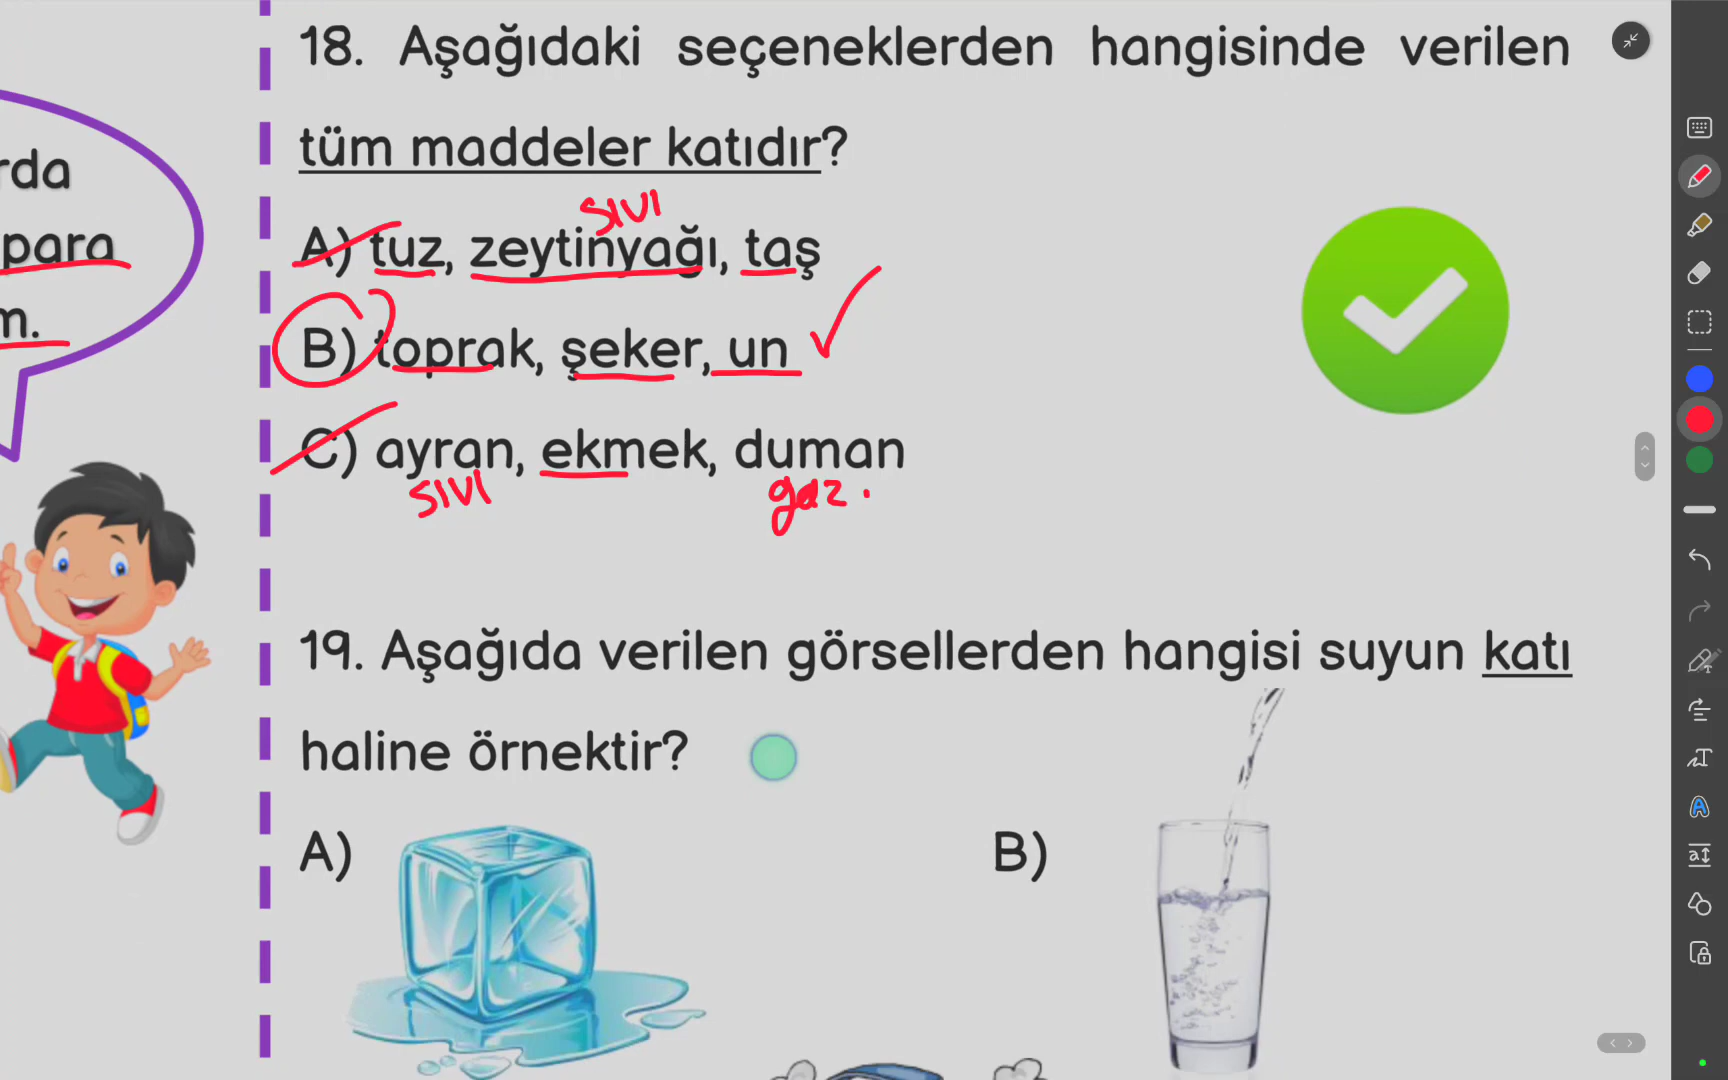 rda
para
m.
18. Aşağıdaki seçeneklerden hangisinde verilen
tüm maddeler katıdır?
sıvı
A) tuz, zeytinyağı, taş
B) toprak, şeker, un
C) ayran, ekmek, duman
sıvı gaz.
19. Aşağıda verilen görsellerden hangisi suyun katı
haline örnektir?
A) B)